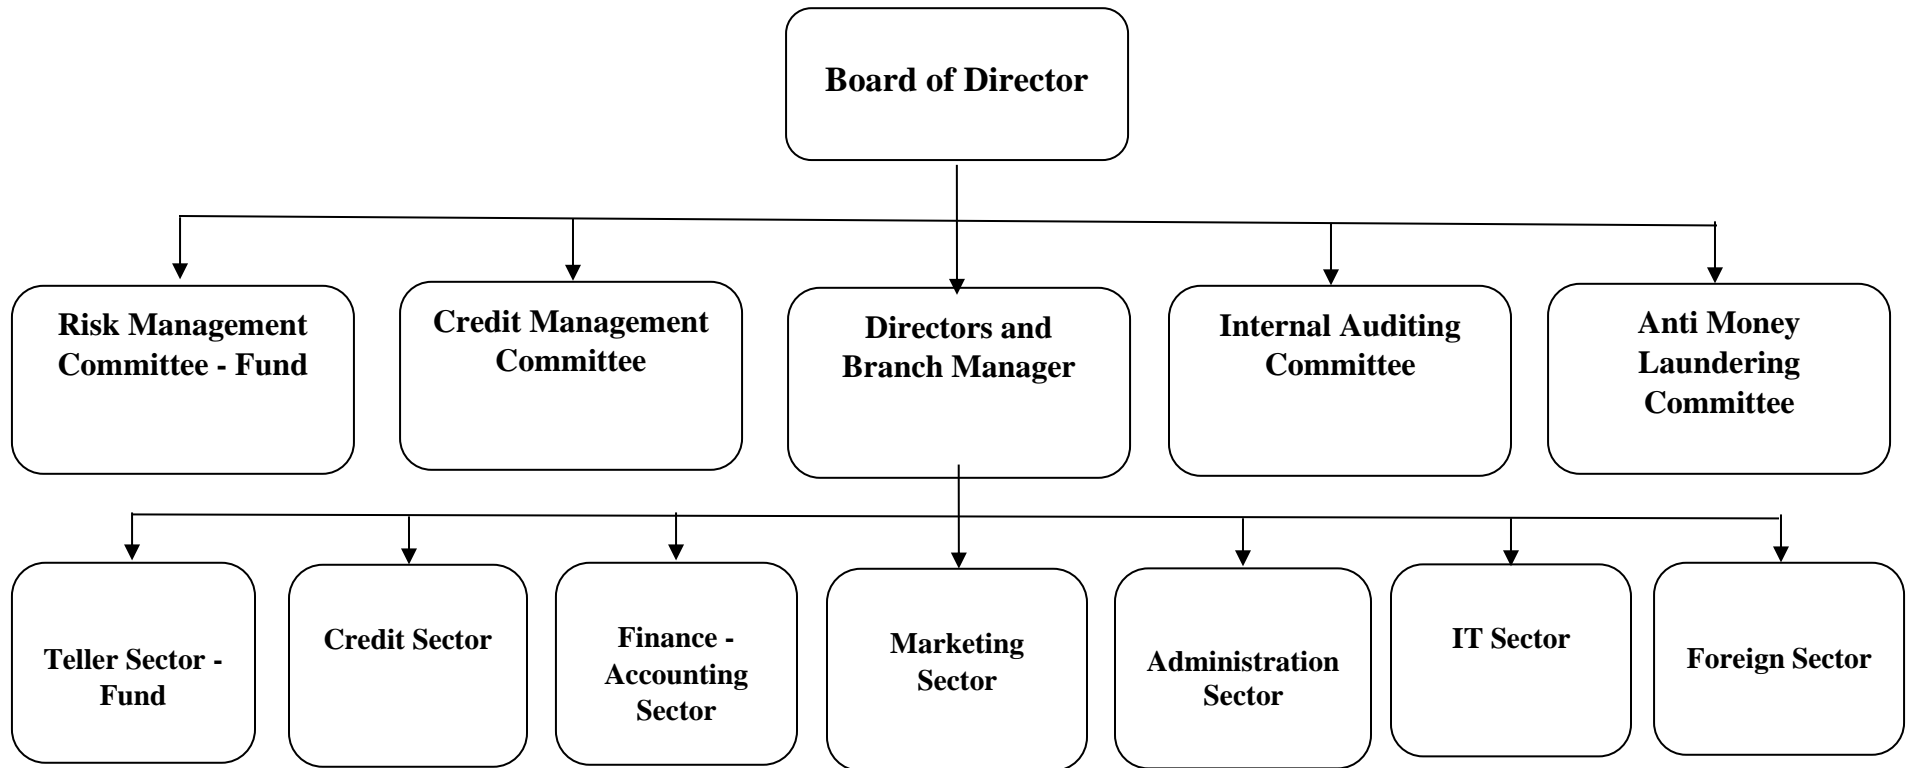 Board of Director
Risk Management
Committee - Fund
Credit Management
Committee
Directors and
Branch Manager
Internal Auditing
Committee
Anti Money
Laundering
Committee
Teller Sector -
Fund
Credit Sector
Finance -
Accounting
Sector
Marketing
Sector
Administration
Sector
IT Sector
Foreign Sector